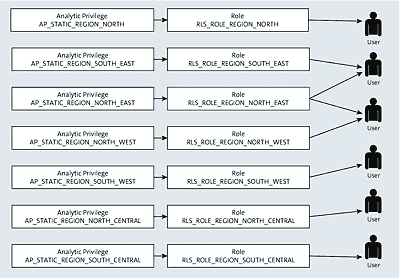 Analytic Privilege
AP_STATIC_REGION_NORTH
Role
RLS_ROLE_REGION_NORTH
User
Analytic Privilege
AP_STATIC_REGION_SOUTH_EAST
Role
RLS_ROLE_REGION_SOUTH_EAST
User
Analytic Privilege
AP_STATIC_REGION_NORTH_EAST
Role
RLS_ROLE_REGION_NORTH_EAST
User
Analytic Privilege
AP_STATIC_REGION_NORTH_WEST
Role
RLS_ROLE_REGION_NORTH_WEST
User
Analytic Privilege
AP_STATIC_REGION_SOUTH_WEST
Role
RLS_ROLE_REGION_SOUTH_WEST
User
Analytic Privilege
AP_STATIC_REGION_NORTH_CENTRAL
Role
RLS_ROLE_REGION_NORTH_CENTRAL
User
Analytic Privilege
AP_STATIC_REGION_SOUTH_CENTRAL
Role
RLS_ROLE_REGION_SOUTH_CENTRAL
User